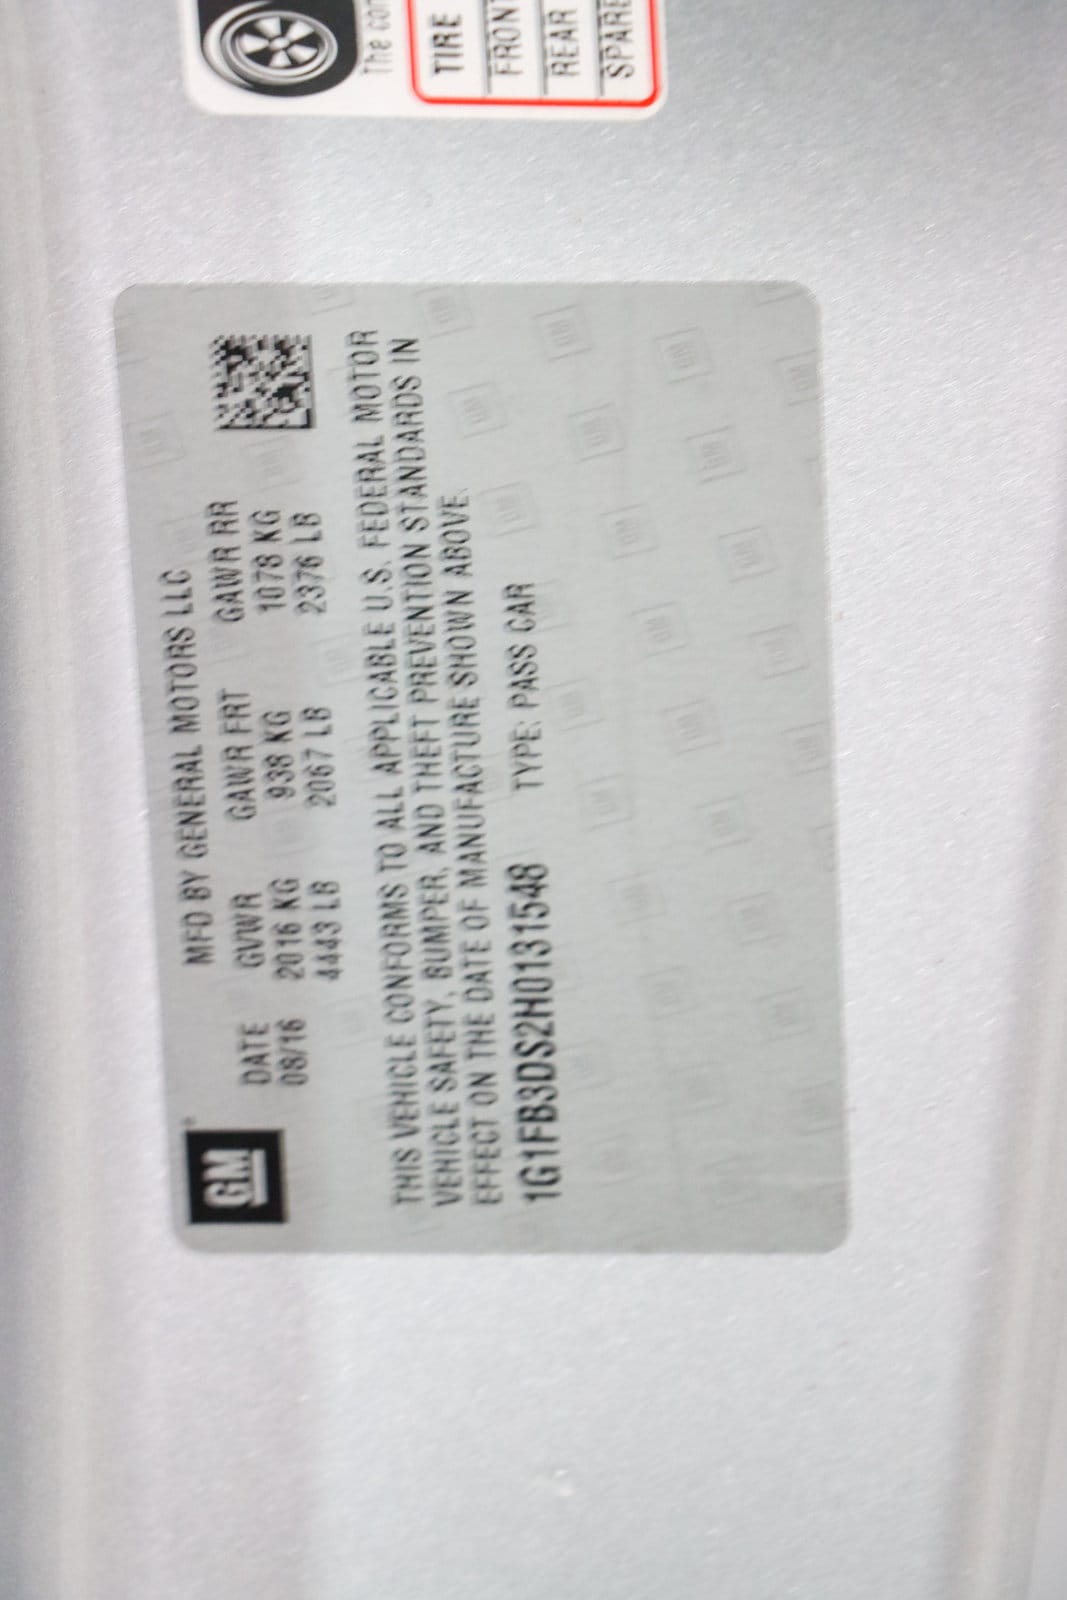 GM
MFD BY GENERAL MOTORS LLC
DATE GVWR GAWR FRT GAWR RR
08/16 2016 KG 938 KG 1078 KG
4443 LB 2067 LB 2376 LB
THIS VEHICLE CONFORMS TO ALL APPLICABLE U.S. FEDERAL MOTOR
VEHICLE SAFETY, BUMPER, AND THEFT PREVENTION STANDARDS IN
EFFECT ON THE DATE OF MANUFACTURE SHOWN ABOVE.
1G1FB3DS2H0131548 TYPE: PASS CAR
The
TIRE
FRONT
REAR
SPARE